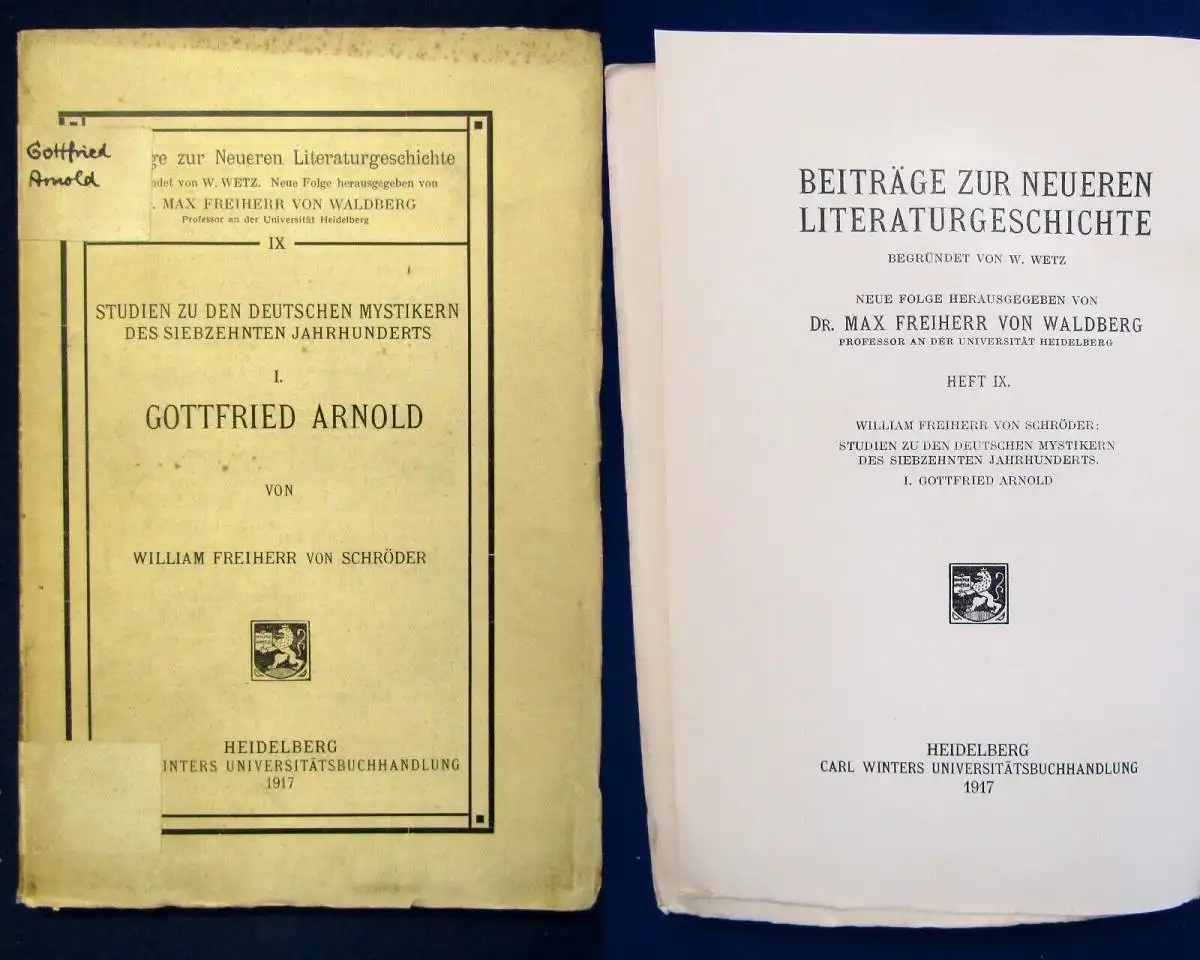 Gottfried
Arnold
ge zur Neueren Literaturgeschichte
ndet von W. WETZ. Neue Folge herausgegeben von
. MAX FREIHERR VON WALDBERG
Professor an der Universität Heidelberg
IX
STUDIEN ZU DEN DEUTSCHEN MYSTIKERN
DES SIEBZEHNTEN JAHRHUNDERTS
I.
GOTTFRIED ARNOLD
VON
WILLIAM FREIHERR VON SCHRÖDER
HEIDELBERG
INTERS UNIVERSITÄTSBUCHHANDLUNG
1917
BEITRÄGE ZUR NEUEREN
LITERATURGESCHICHTE
BEGRÜNDET VON W. WETZ
NEUE FOLGE HERAUSGEGEBEN VON
DR. MAX FREIHERR VON WALDBERG
PROFESSOR AN DER UNIVERSITÄT HEIDELBERG
HEFT IX.
WILLIAM FREIHERR VON SCHRÖDER:
STUDIEN ZU DEN DEUTSCHEN MYSTIKERN
DES SIEBZEHNTEN JAHRHUNDERTS.
I. GOTTFRIED ARNOLD
HEIDELBERG
CARL WINTERS UNIVERSITÄTSBUCHHANDLUNG
1917